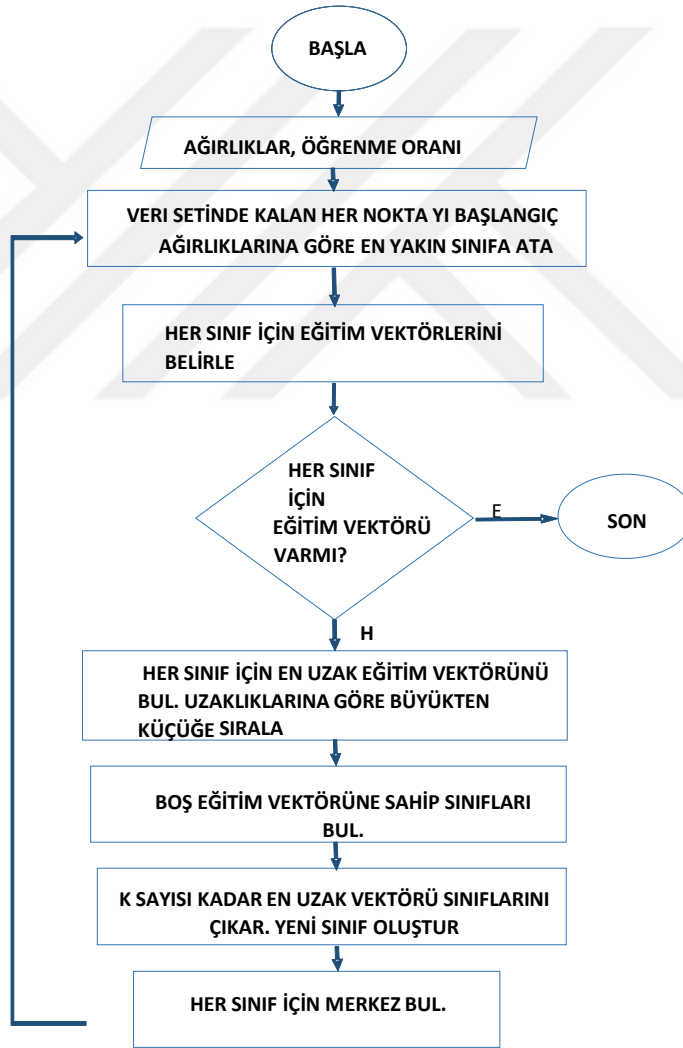 BAŞLA
AĞIRLIKLAR, ÖĞRENME ORANI
VERI SETİNDE KALAN HER NOKTA YI BAŞLANGIÇ
AĞIRLIKLARINA GÖRE EN YAKIN SINIFA ATA
HER SINIF İÇİN EĞİTİM VEKTÖRLERİNİ
BELİRLE
HER SINIF
İÇİN
EĞİTİM VEKTÖRÜ
VARMI?
E
SON
H
HER SINIF İÇİN EN UZAK EĞİTİM VEKTÖRÜNÜ
BUL. UZAKLIKLARINA GÖRE BÜYÜKTEN
KÜÇÜĞE SIRALA
BOŞ EĞİTİM VEKTÖRÜNE SAHİP SINIFLARI
BUL.
K SAYISI KADAR EN UZAK VEKTÖRÜ SINIFLARINI
ÇIKAR. YENİ SINIF OLUŞTUR
HER SINIF İÇİN MERKEZ BUL.